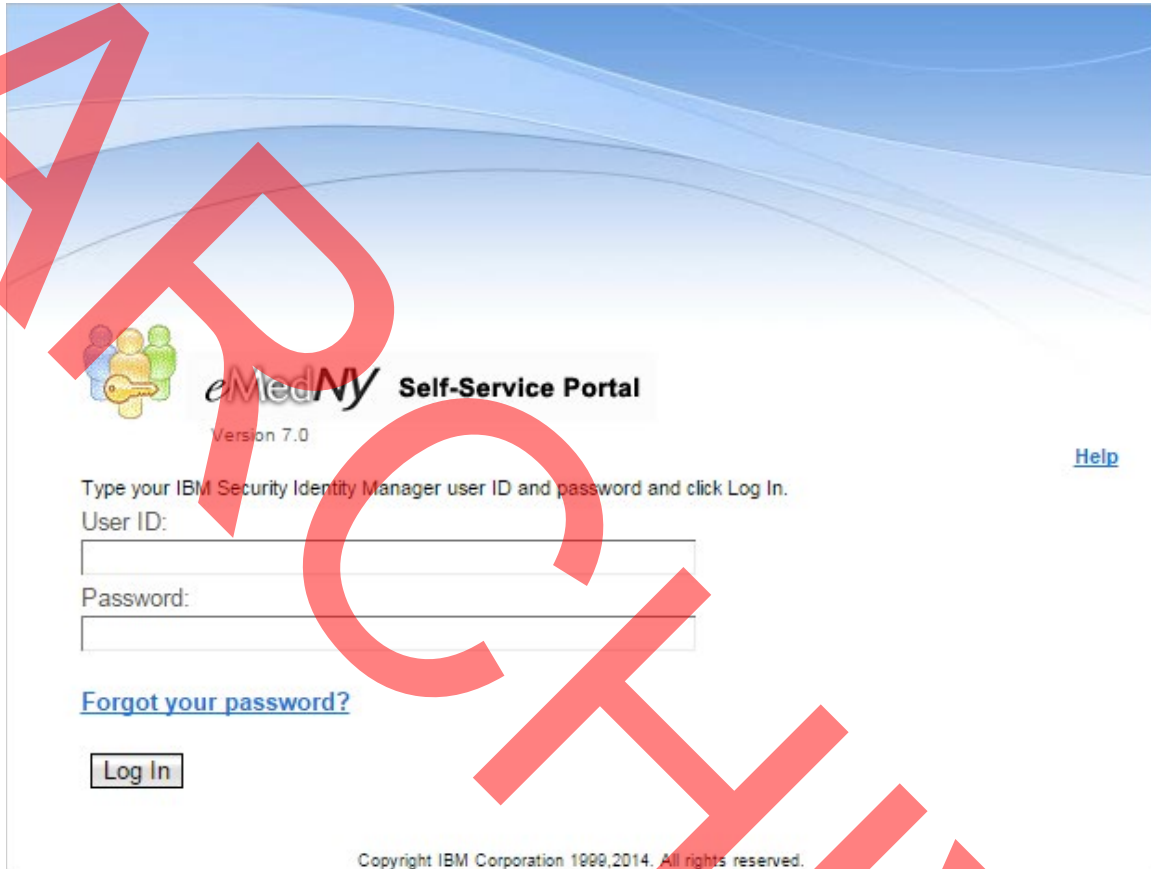 eMedNY Self-Service Portal
Version 7.0
Help
Type your IBM Security Identity Manager user ID and password and click Log In.
User ID:
Password:
Forgot your password?
Log In
Copyright IBM Corporation 1999,2014. All rights reserved.
ARCHI